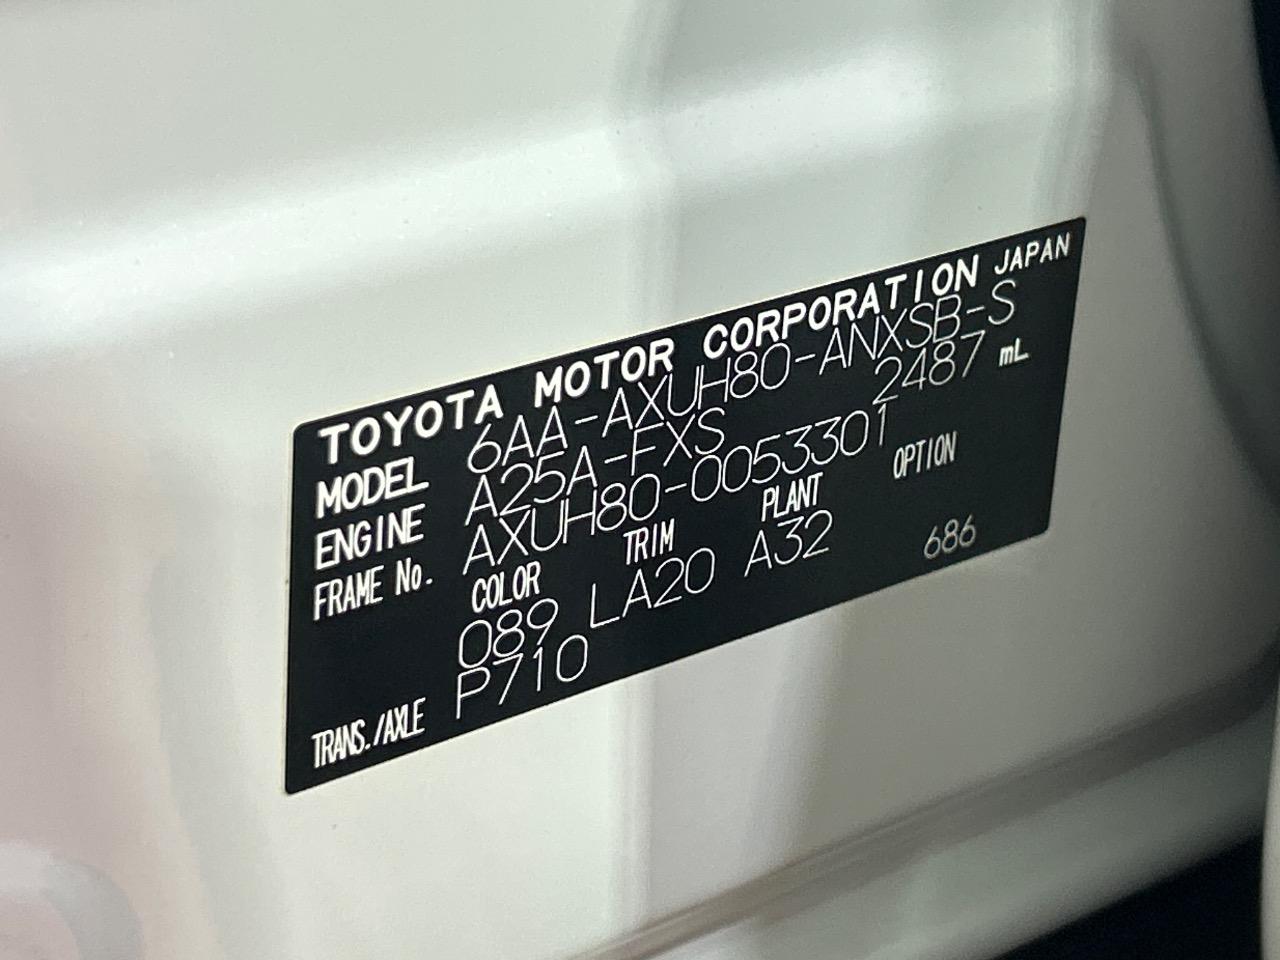 TOYOTA MOTOR CORPORATION JAPAN
MODEL 6AA-AXUH80-ANXSB-S
ENGINE A25A-FXS 2487 mL
FRAME No. AXUH80-0053301
COLOR TRIM PLANT OPTION
089 LA20 A32 686
TRANS./AXLE P710